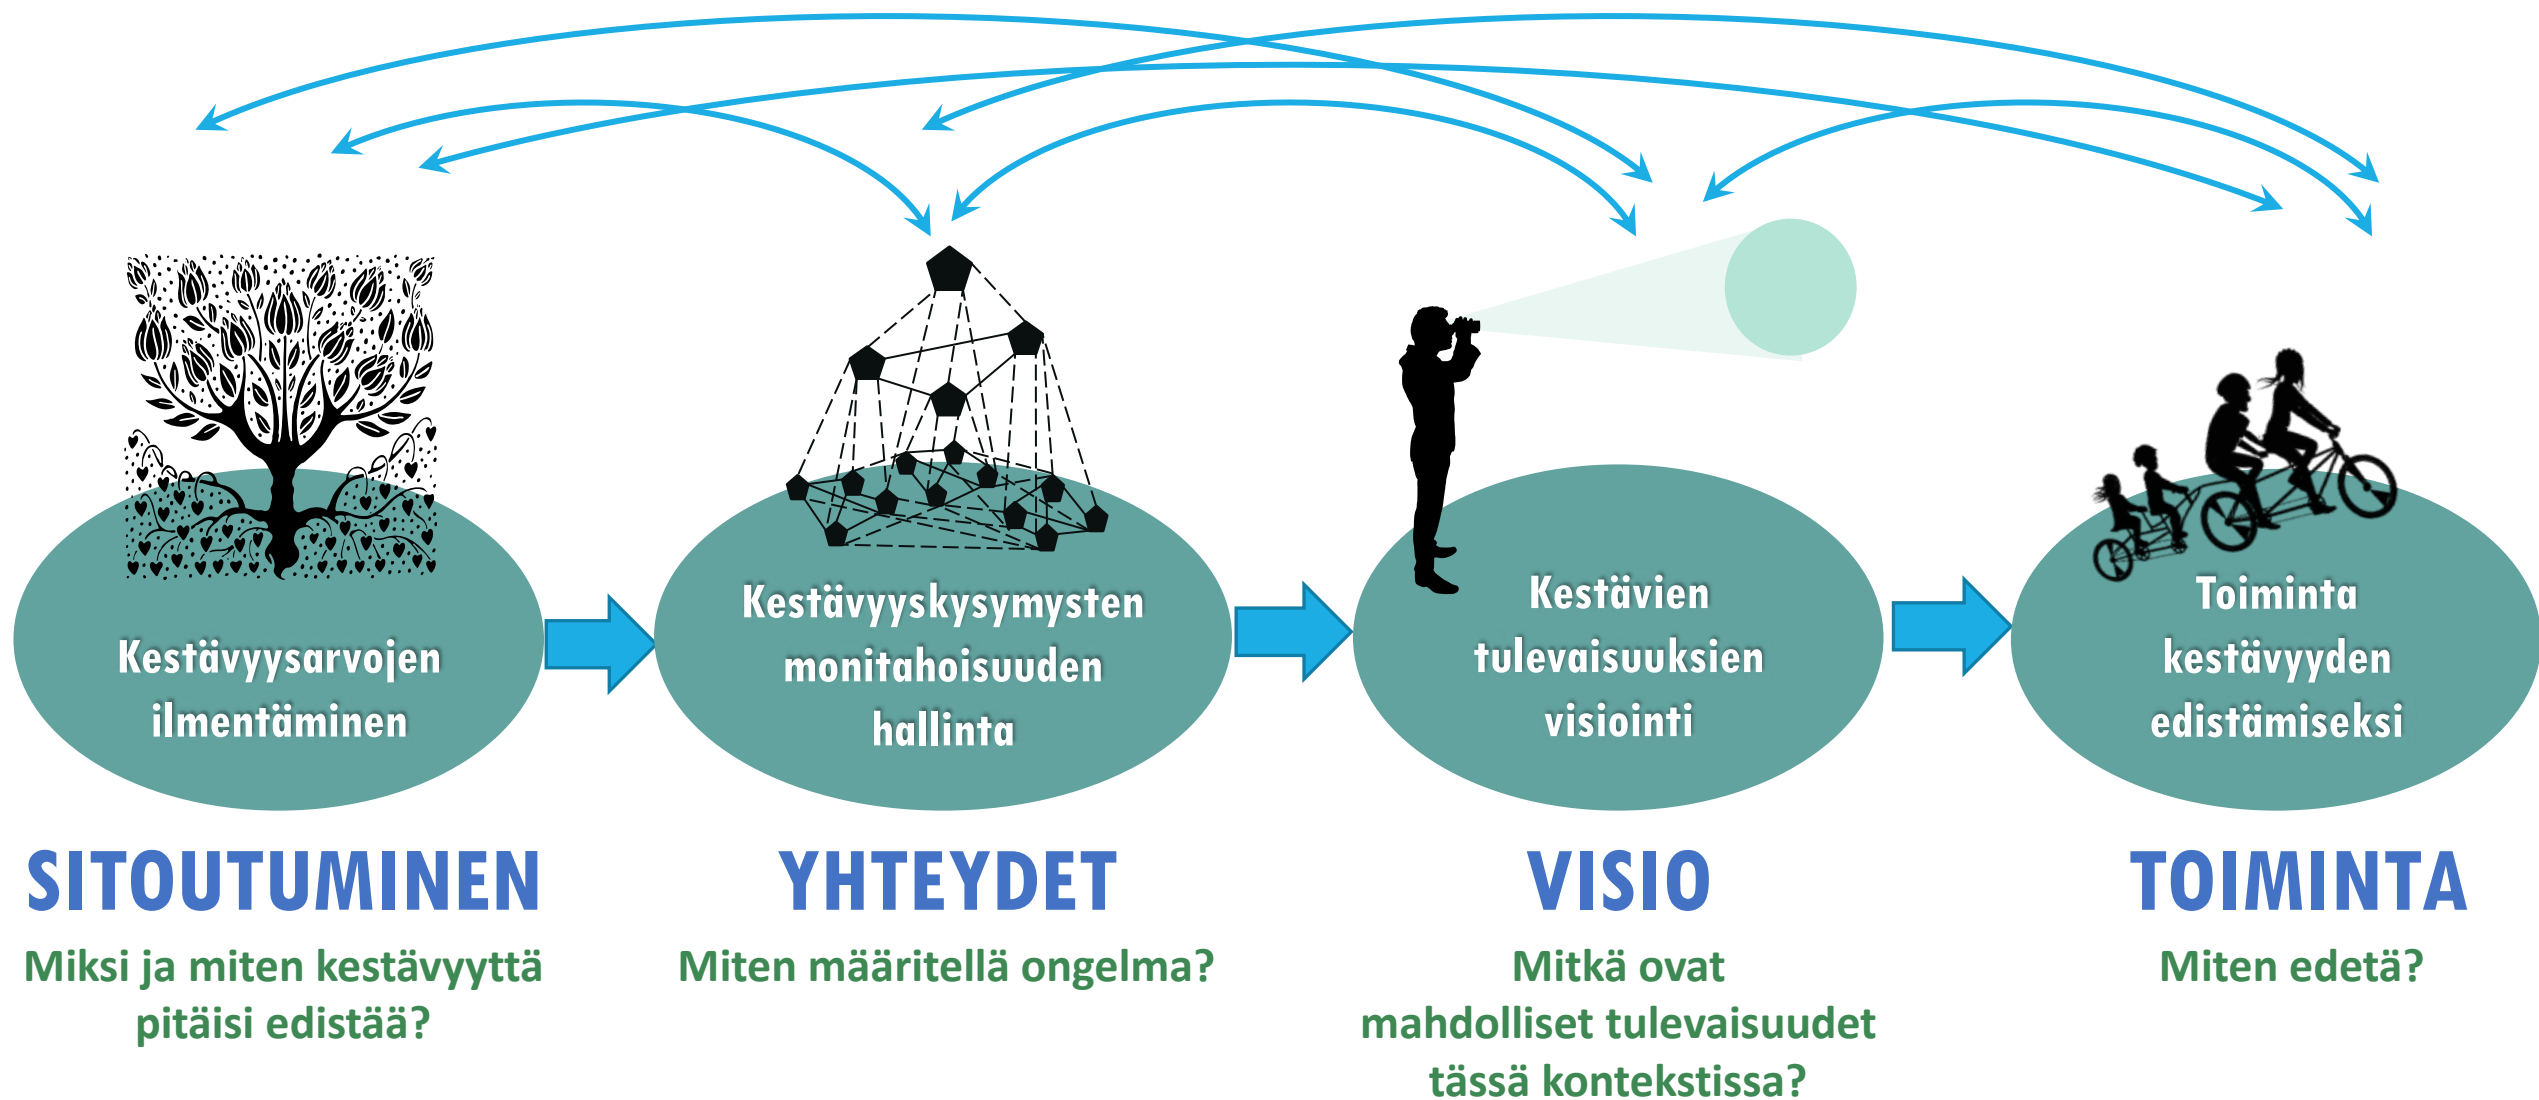 Kestävyysarvojen
ilmentäminen
Kestävyyskysymysten
monitahoisuuden
hallinta
Kestävien
tulevaisuuksien
visiointi
Toiminta
kestävyyden
edistämiseksi
SITOUTUMINEN
Miksi ja miten kestävyyttä
pitäisi edistää?
YHTEYDET
Miten määritellä ongelma?
VISIO
Mitkä ovat
mahdolliset tulevaisuudet
tässä kontekstissa?
TOIMINTA
Miten edetä?